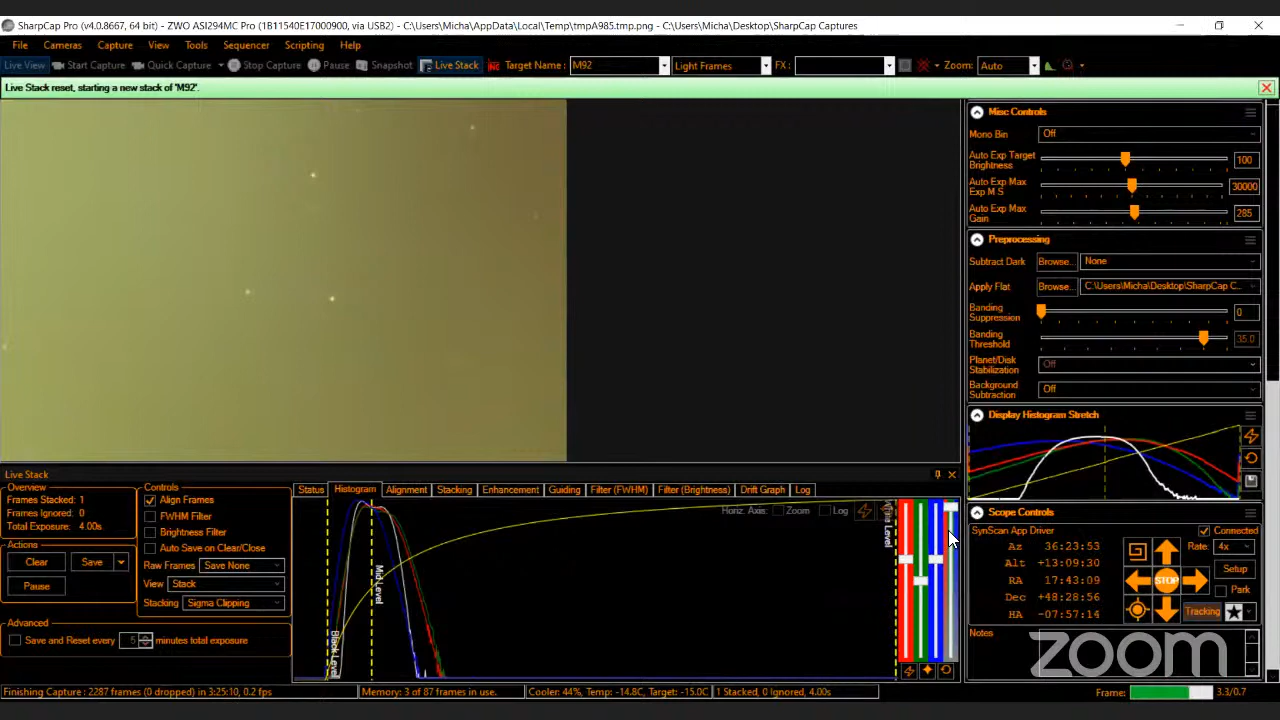 SharpCap Pro (v4.0.8667, 64 bit) - ZWO ASI294MC Pro (1B11540E17000900, via USB2) - C:\Users\Micha\AppData\Local\Temp\tmpA985.tmp.png - C:\Users\Micha\Desktop\SharpCap Captures
File Cameras Capture View Tools Sequencer Scripting Help
Live View Start Capture Quick Capture Stop Capture Pause Snapshot Live Stack Target Name : M92 Light Frames FX : Zoom: Auto
Live Stack reset, starting a new stack of 'M92'.
Misc Controls
Mono Bin Off
Auto Exp Target Brightness 100
Auto Exp Max Exp M S 30000
Auto Exp Max Gain 285
Preprocessing
Subtract Dark Browse... None
Apply Flat Browse... C:\Users\Micha\Desktop\SharpCap C...
Banding Suppression 0
Banding Threshold 35.0
Planet/Disk Stabilization Off
Background Subtraction Off
Display Histogram Stretch
Live Stack
Overview
Frames Stacked: 1
Frames Ignored: 0
Total Exposure: 4.00s
Actions
Clear Save
Pause
Controls
Align Frames
FWHM Filter
Brightness Filter
Auto Save on Clear/Close
Raw Frames Save None
View Stack
Stacking Sigma Clipping
Advanced
Save and Reset every 5 minutes total exposure
Status Histogram Alignment Stacking Enhancement Guiding Filter (FWHM) Filter (Brightness) Drift Graph Log
Horiz. Axis: Zoom Log
Black Level
Mid Level
White Level
Scope Controls
SynScan App Driver Connected
Az 36:23:53
Alt +13:09:30
RA 17:43:09
Dec +48:28:56
HA -07:57:14
STOP
Rate: 4x
Setup
Park
Tracking
Notes
zoom
Finishing Capture : 2287 frames (0 dropped) in 3:25:10, 0.2 fps Memory: 3 of 87 frames in use. Cooler: 44%, Temp: -14.8C, Target: -15.0C 1 Stacked, 0 Ignored, 4.00s Frame: 3.3/0.7